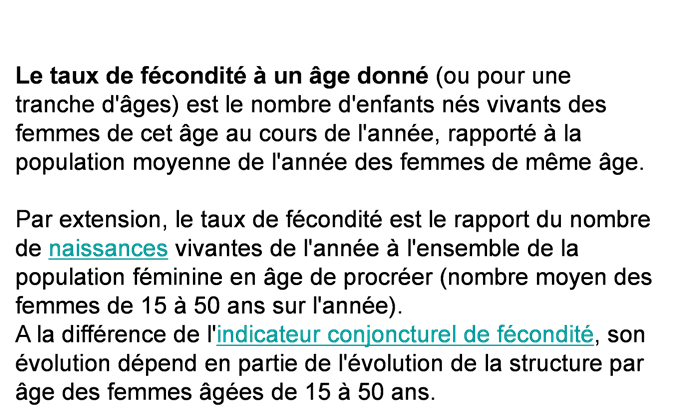 Le taux de fécondité à un âge donné (ou pour une
tranche d'âges) est le nombre d'enfants nés vivants des
femmes de cet âge au cours de l'année, rapporté à la
population moyenne de l'année des femmes de même âge.
Par extension, le taux de fécondité est le rapport du nombre
de naissances vivantes de l'année à l'ensemble de la
population féminine en âge de procréer (nombre moyen des
femmes de 15 à 50 ans sur l'année).
A la différence de l'indicateur conjoncturel de fécondité, son
évolution dépend en partie de l'évolution de la structure par
âge des femmes âgées de 15 à 50 ans.